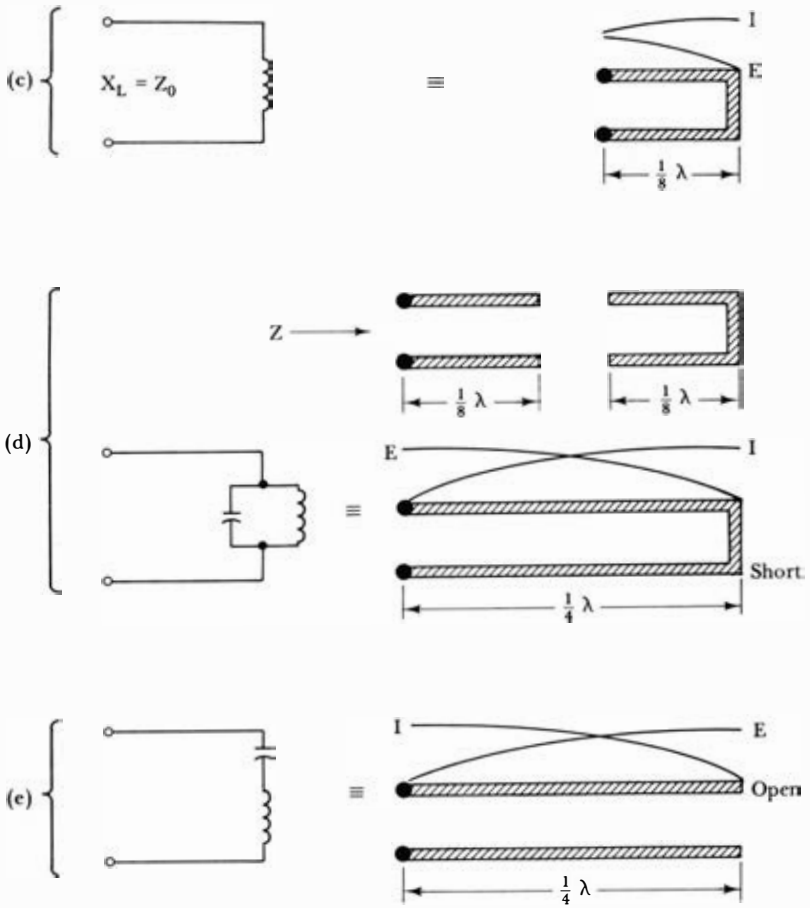 I
(c)
X_L = Z_0
≡
E
1/8 λ
Z
1/8 λ
1/8 λ
(d)
E
I
≡
Short
1/4 λ
I
E
(e)
≡
Open
1/4 λ